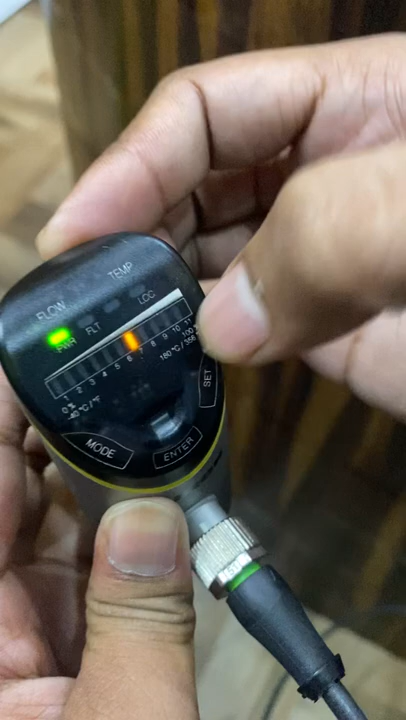 TEMP
FLOW
LOC
PWR FLT
1 2 3 4 5 6 7 8 9 10 11
0 %
100
-40 °C/°F
180 °C / 356
SET
MODE
ENTER